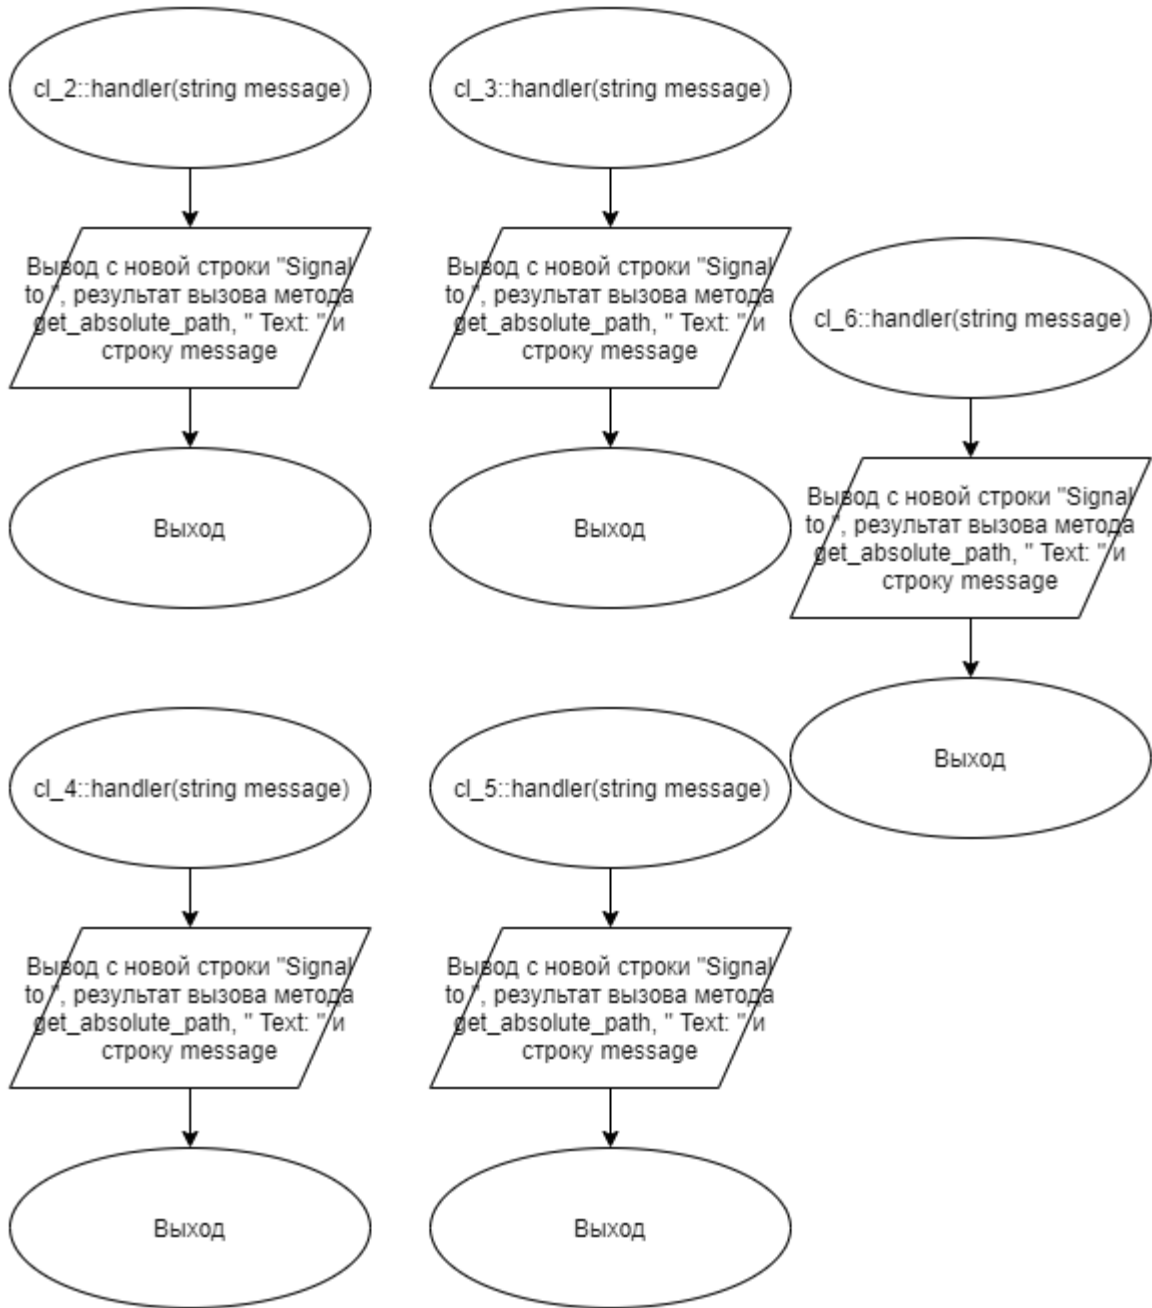 cl_2::handler(string message)
Вывод с новой строки "Signal
to ", результат вызова метода
get_absolute_path, " Text: " и
строку message
Выход
cl_3::handler(string message)
Вывод с новой строки "Signal
to ", результат вызова метода
get_absolute_path, " Text: " и
строку message
Выход
cl_6::handler(string message)
Вывод с новой строки "Signal
to ", результат вызова метода
get_absolute_path, " Text: " и
строку message
Выход
cl_4::handler(string message)
Вывод с новой строки "Signal
to ", результат вызова метода
get_absolute_path, " Text: " и
строку message
Выход
cl_5::handler(string message)
Вывод с новой строки "Signal
to ", результат вызова метода
get_absolute_path, " Text: " и
строку message
Выход